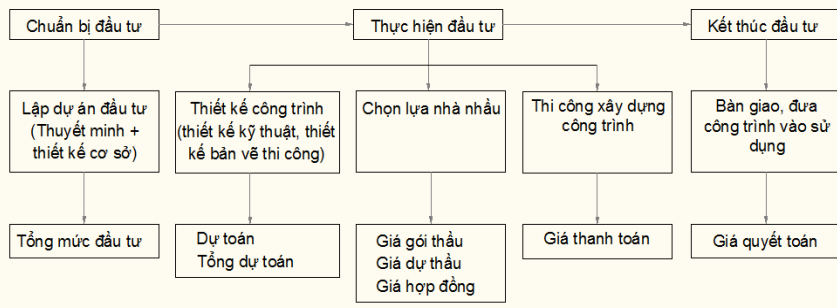 Chuẩn bị đầu tư
Thực hiện đầu tư
Kết thúc đầu tư
Lập dự án đầu tư
(Thuyết minh +
thiết kế cơ sở)
Thiết kế công trình
(thiết kế kỹ thuật, thiết
kế bản vẽ thi công)
Chọn lựa nhà nhầu
Thi công xây dựng
công trình
Bàn giao, đưa
công trình vào sử
dụng
Tổng mức đầu tư
Dự toán
Tổng dự toán
Giá gói thầu
Giá dự thầu
Giá hợp đồng
Giá thanh toán
Giá quyết toán